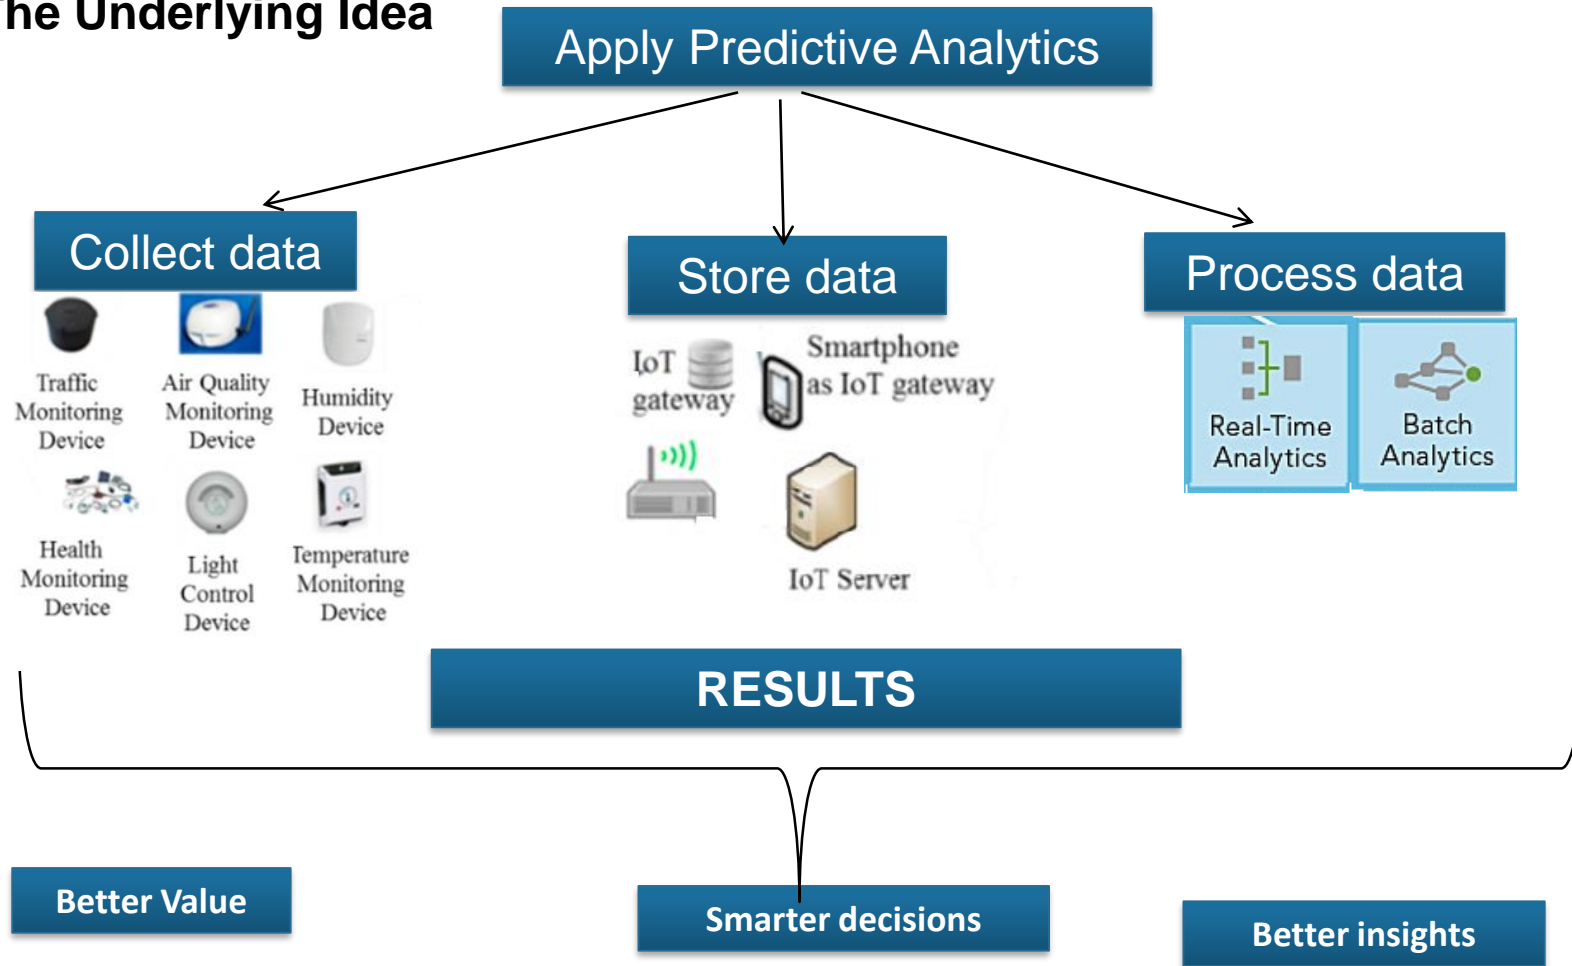 The Underlying Idea
Apply Predictive Analytics
Collect data
Store data
Process data
Traffic
Monitoring
Device
Air Quality
Monitoring
Device
Humidity
Device
Health
Monitoring
Device
Light
Control
Device
Temperature
Monitoring
Device
IoT
gateway
Smartphone
as IoT gateway
IoT Server
Real-Time
Analytics
Batch
Analytics
RESULTS
Better Value
Smarter decisions
Better insights